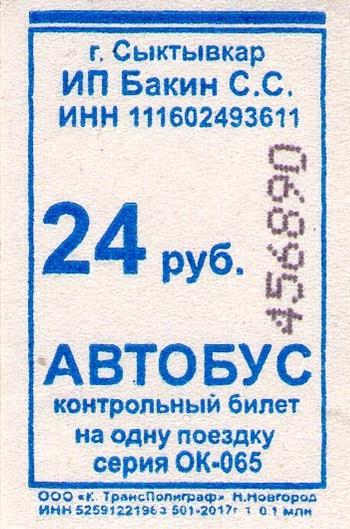 г. Сыктывкар
ИП Бакин С.С.
ИНН 111602493611
456890
24 руб.
АВТОБУС
контрольный билет
на одну поездку
серия ОК-065
ООО «К. ТрансПолиграф» Н.Новгород
ИНН 5259122196 501-2017г. т. 0.1 млн